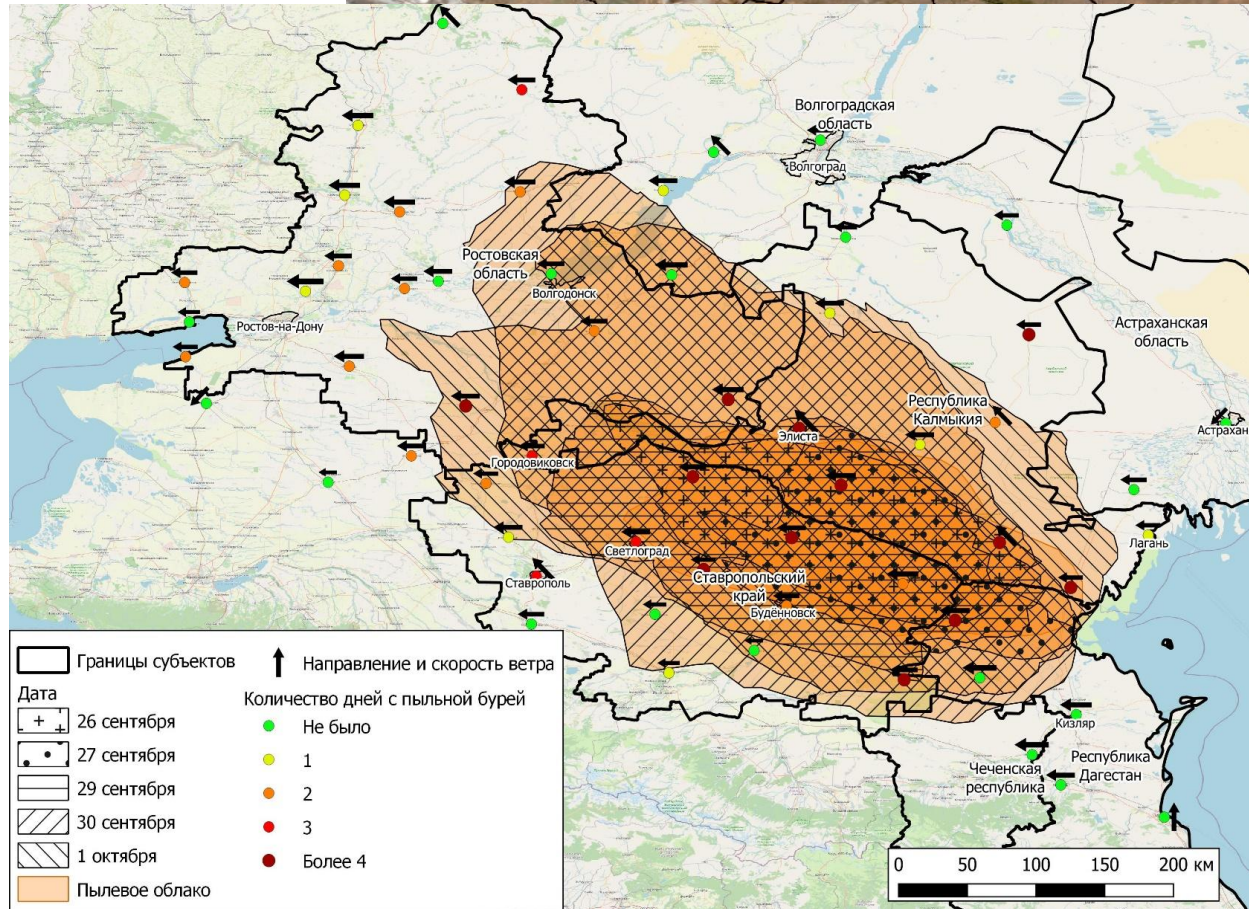 Волгоградская
область
Волгоград
Ростовская
область
Волгодонск
Ростов-на-Дону
Астраханская
область
Республика
Калмыкия
Элиста
Астрахан
Городовиковск
Лагань
Светлоград
Ставрополь
Ставропольский
край
Будённовск
Кизляр
Республика
Дагестан
Чеченская
республика
Границы субъектов
Направление и скорость ветра
Дата
Количество дней с пыльной бурей
26 сентября
Не было
27 сентября
1
29 сентября
2
30 сентября
3
1 октября
Более 4
Пылевое облако
0 50 100 150 200 км